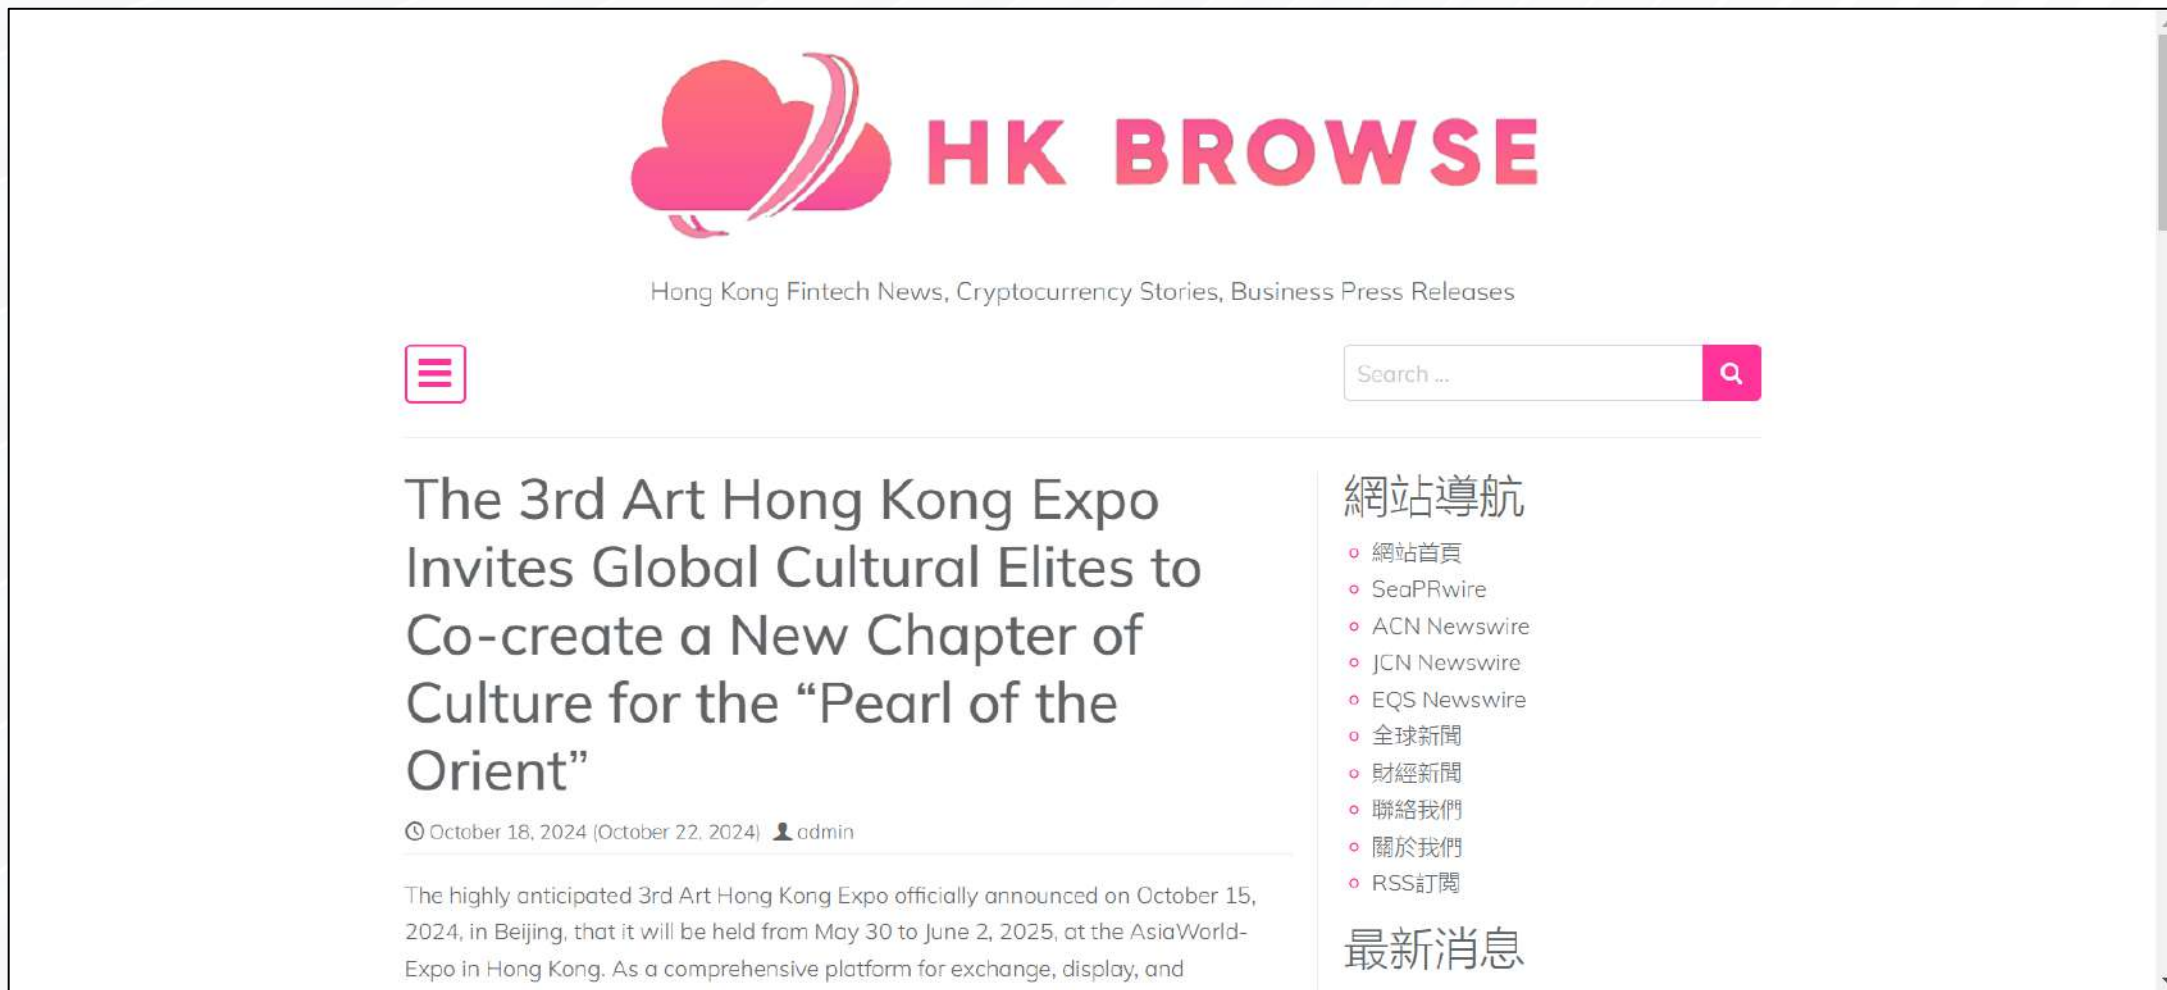 HK BROWSE
Hong Kong Fintech News, Cryptocurrency Stories, Business Press Releases
Search ...
The 3rd Art Hong Kong Expo
Invites Global Cultural Elites to
Co-create a New Chapter of
Culture for the “Pearl of the
Orient”
October 18, 2024 (October 22, 2024) admin
The highly anticipated 3rd Art Hong Kong Expo officially announced on October 15,
2024, in Beijing, that it will be held from May 30 to June 2, 2025, at the AsiaWorld-
Expo in Hong Kong. As a comprehensive platform for exchange, display, and
網站導航
網站首頁
SeaPRwire
ACN Newswire
JCN Newswire
EQS Newswire
全球新聞
財經新聞
聯絡我們
關於我們
RSS訂閱
最新消息